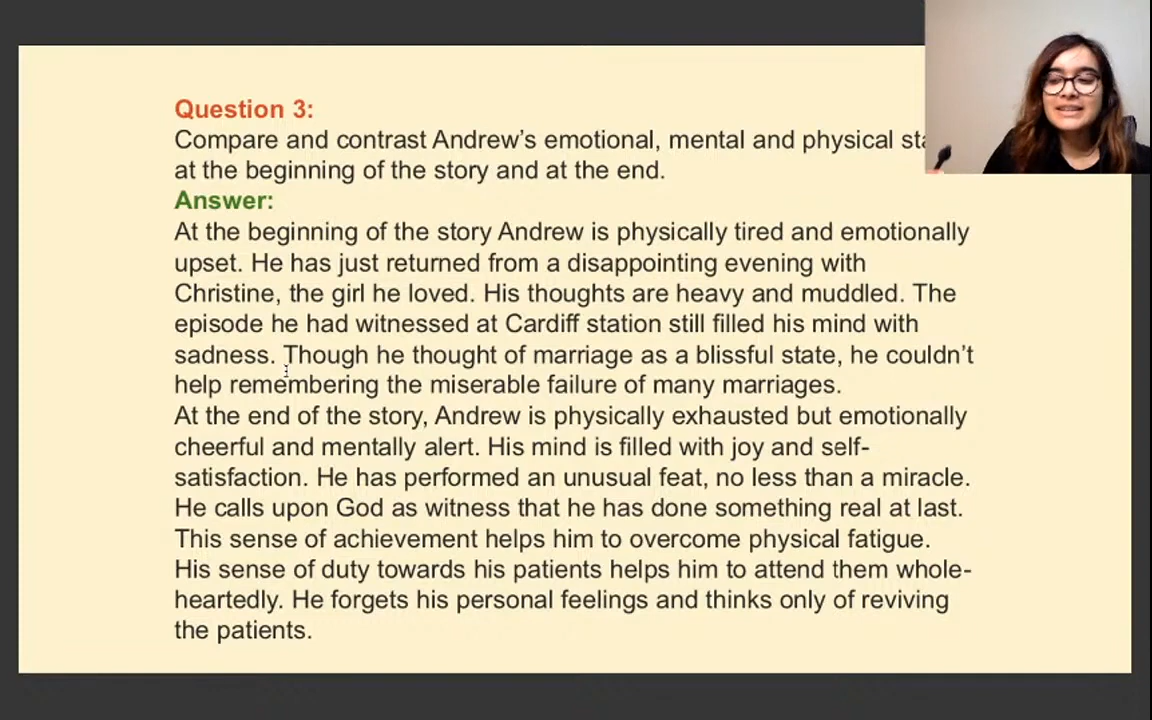 Question 3:
Compare and contrast Andrew's emotional, mental and physical
at the beginning of the story and at the end.
Answer:
At the beginning of the story Andrew is physically tired and emotionally
upset. He has just returned from a disappointing evening with
Christine, the girl he loved. His thoughts are heavy and muddled. The
episode he had witnessed at Cardiff station still filled his mind with
sadness. Though he thought of marriage as a blissful state, he couldn't
help remembering the miserable failure of many marriages.
At the end of the story, Andrew is physically exhausted but emotionally
cheerful and mentally alert. His mind is filled with joy and self-
satisfaction. He has performed an unusual feat, no less than a miracle.
He calls upon God as witness that he has done something real at last.
This sense of achievement helps him to overcome physical fatigue.
His sense of duty towards his patients helps him to attend them whole-
heartedly. He forgets his personal feelings and thinks only of reviving
the patients.